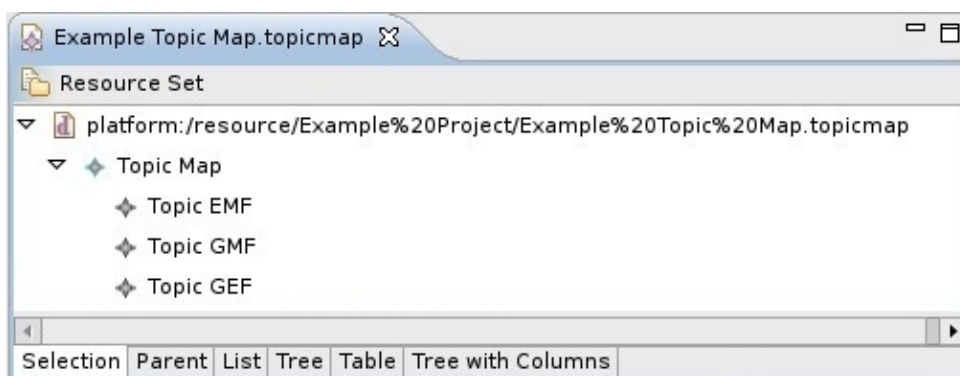 Example Topic Map.topicmap
Resource Set
platform:/resource/Example%20Project/Example%20Topic%20Map.topicmap
Topic Map
Topic EMF
Topic GMF
Topic GEF
Selection Parent List Tree Table Tree with Columns